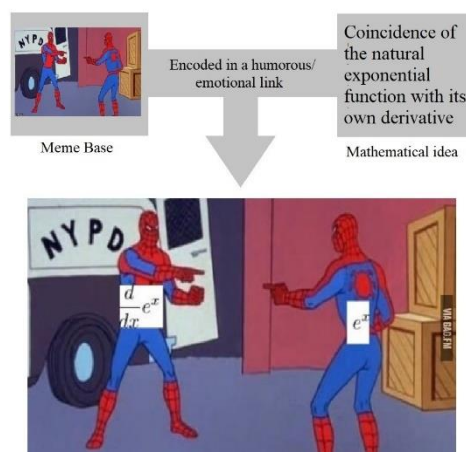 NYPD
Encoded in a humorous/
emotional link
Coincidence of
the natural
exponential
function with its
own derivative
Meme Base
Mathematical idea
NYPD
d
dx
e^x
e^x
VIA 9GAG.FM